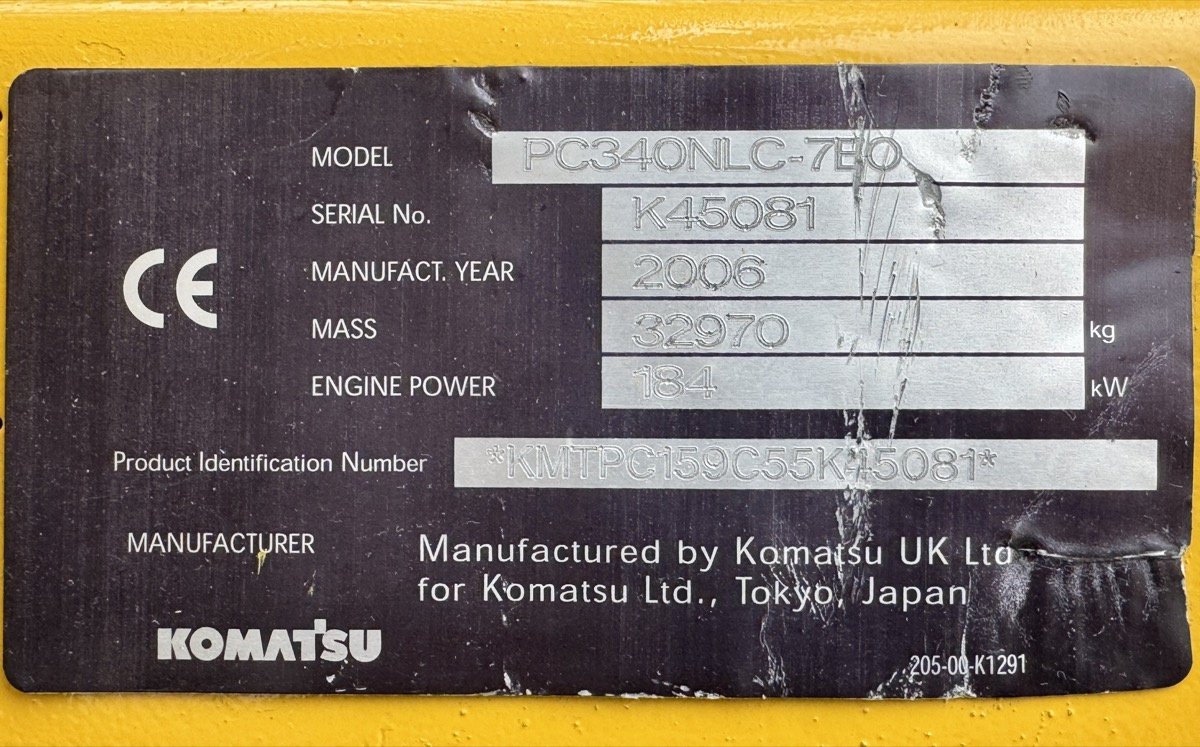 MODEL PC340NLC-7E0
SERIAL No. K45081
MANUFACT. YEAR 2006
CE
MASS 32970 kg
ENGINE POWER 184 kW
Product Identification Number *KMTPC159C55K45081*
MANUFACTURER Manufactured by Komatsu UK Ltd
for Komatsu Ltd., Tokyo, Japan
KOMATSU
205-00-K1291